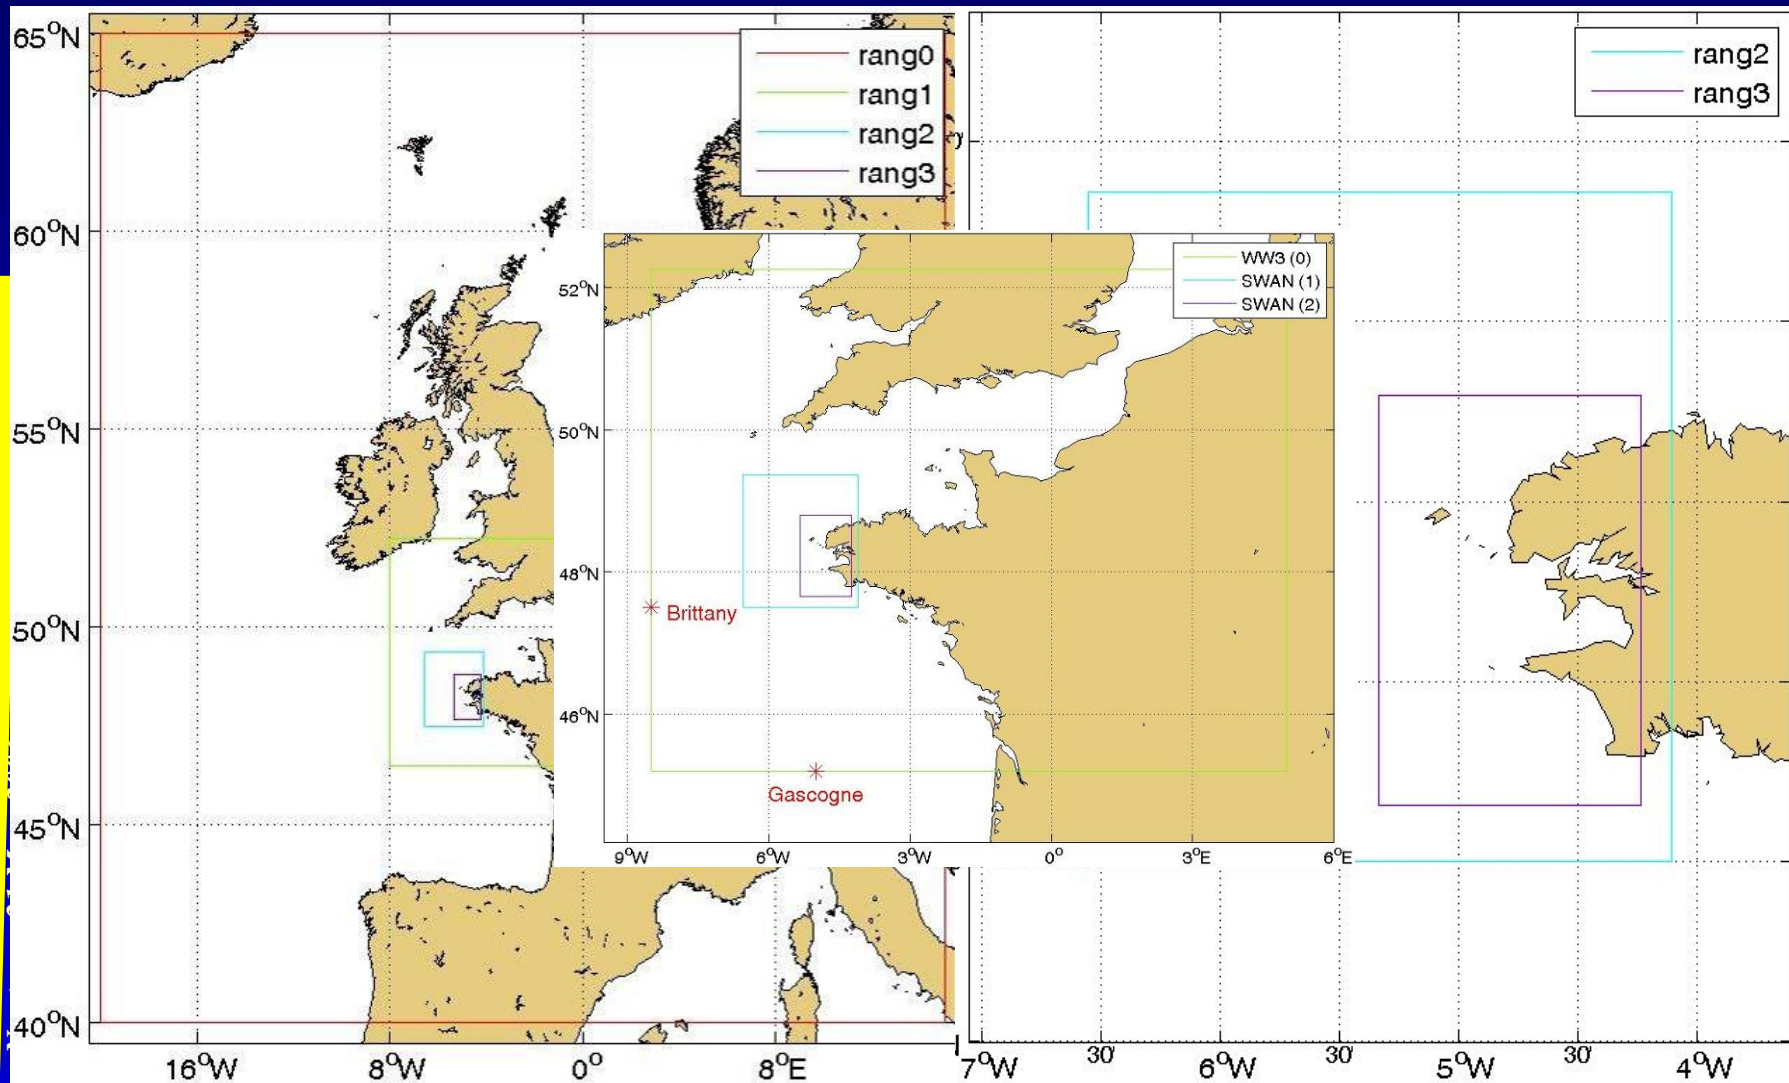 65°N
60°N
55°N
50°N
45°N
40°N
16°W
8°W
0°
8°E
rang0
rang1
rang2
rang3
52°N
50°N
48°N
46°N
9°W
6°W
3°W
0°
3°E
6°E
WW3 (0)
SWAN (1)
SWAN (2)
Brittany
Gascogne
rang2
rang3
7°W
30'
6°W
30'
5°W
30'
4°W